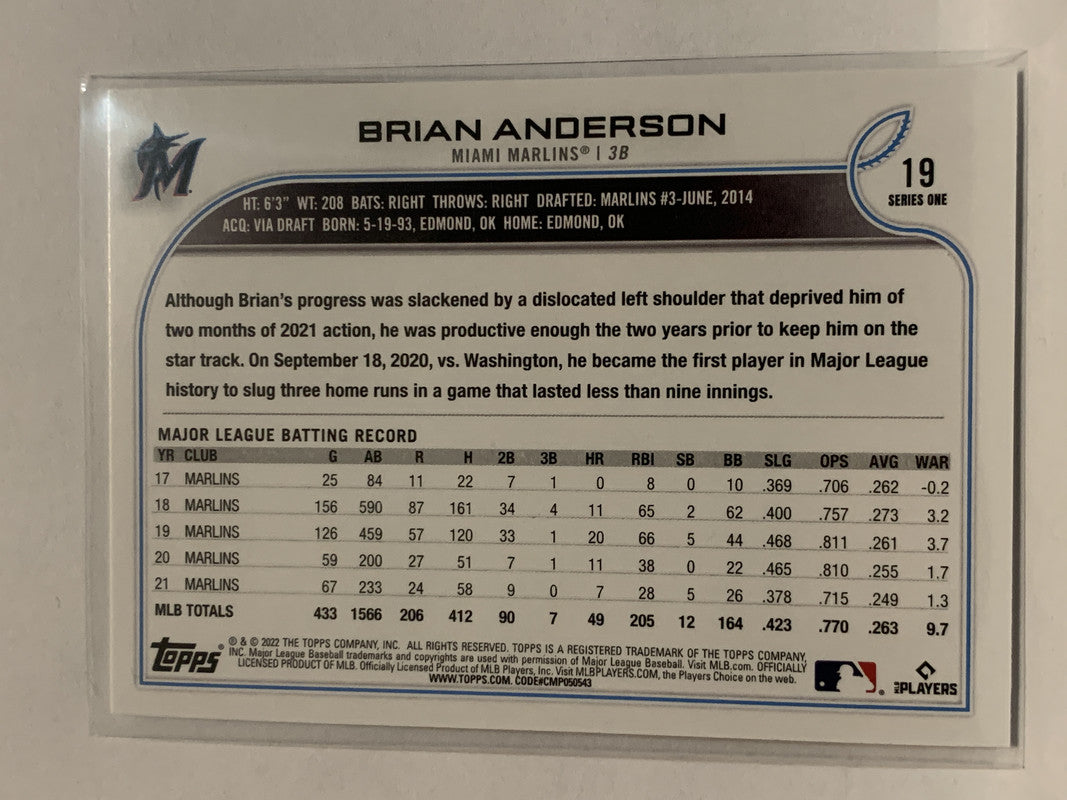 M
BRIAN ANDERSON
MIAMI MARLINS® | 3B
19
SERIES ONE
HT: 6'3" WT: 208 BATS: RIGHT THROWS: RIGHT DRAFTED: MARLINS #3-JUNE, 2014
ACQ: VIA DRAFT BORN: 5-19-93, EDMOND, OK HOME: EDMOND, OK
Although Brian's progress was slackened by a dislocated left shoulder that deprived him of
two months of 2021 action, he was productive enough the two years prior to keep him on the
star track. On September 18, 2020, vs. Washington, he became the first player in Major League
history to slug three home runs in a game that lasted less than nine innings.
MAJOR LEAGUE BATTING RECORD
YR CLUB G AB R H 2B 3B HR RBI SB BB SLG OPS AVG WAR
17 MARLINS 25 84 11 22 7 1 0 8 0 10 .369 .706 .262 -0.2
18 MARLINS 156 590 87 161 34 4 11 65 2 62 .400 .757 .273 3.2
19 MARLINS 126 459 57 120 33 1 20 66 5 44 .468 .811 .261 3.7
20 MARLINS 59 200 27 51 7 1 11 38 0 22 .465 .810 .255 1.7
21 MARLINS 67 233 24 58 9 0 7 28 5 26 .378 .715 .249 1.3
MLB TOTALS 433 1566 206 412 90 7 49 205 12 164 .423 .770 .263 9.7
Topps
® & © 2022 THE TOPPS COMPANY, INC. ALL RIGHTS RESERVED. TOPPS IS A REGISTERED TRADEMARK OF THE TOPPS COMPANY,
INC. Major League Baseball trademarks and copyrights are used with permission of Major League Baseball. Visit MLB.com. OFFICIALLY
LICENSED PRODUCT OF MLB. Officially Licensed Product of MLB Players, Inc. Visit MLBPLAYERS.COM, the Players Choice on the web.
WWW.TOPPS.COM. CODE#CMP050543
MLB PLAYERS